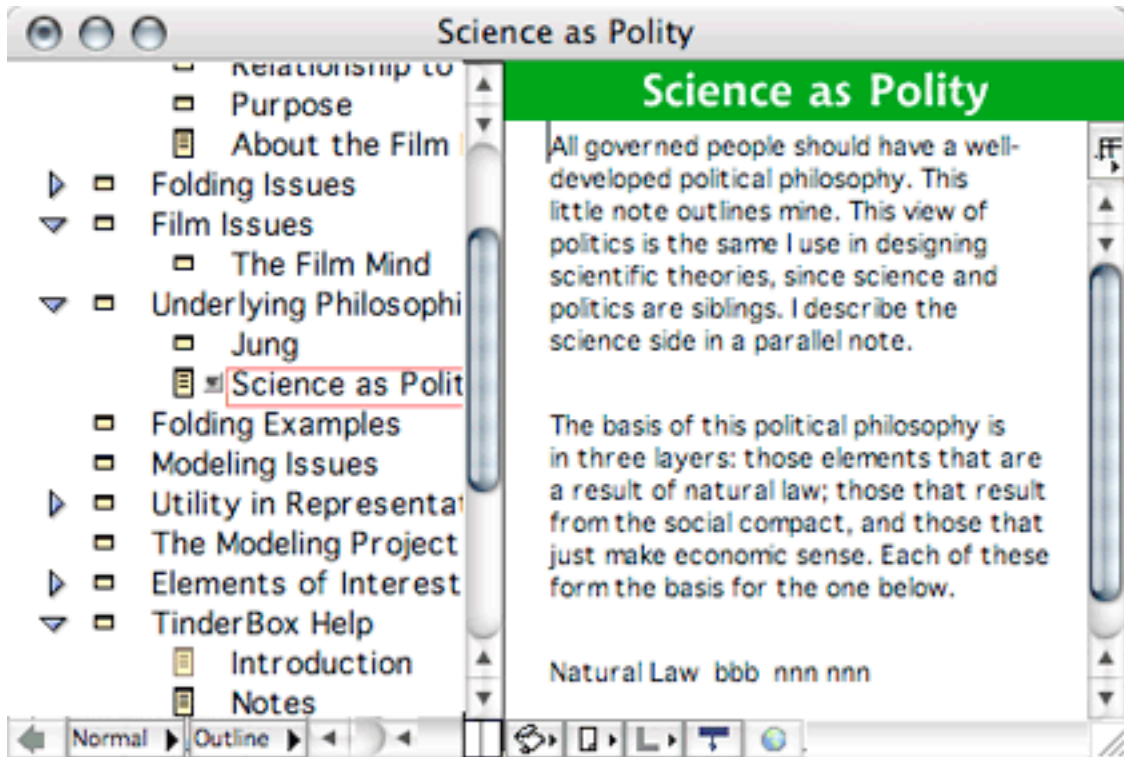 Science as Polity
Relationship to
Purpose
About the Film
Folding Issues
Film Issues
The Film Mind
Underlying Philosophi
Jung
Science as Polit
Folding Examples
Modeling Issues
Utility in Representat
The Modeling Project
Elements of Interest
TinderBox Help
Introduction
Notes
Normal
Outline
Science as Polity
All governed people should have a well-
developed political philosophy. This
little note outlines mine. This view of
politics is the same I use in designing
scientific theories, since science and
politics are siblings. I describe the
science side in a parallel note.
The basis of this political philosophy is
in three layers: those elements that are
a result of natural law; those that result
from the social compact, and those that
just make economic sense. Each of these
form the basis for the one below.
Natural Law bbb nnn nnn